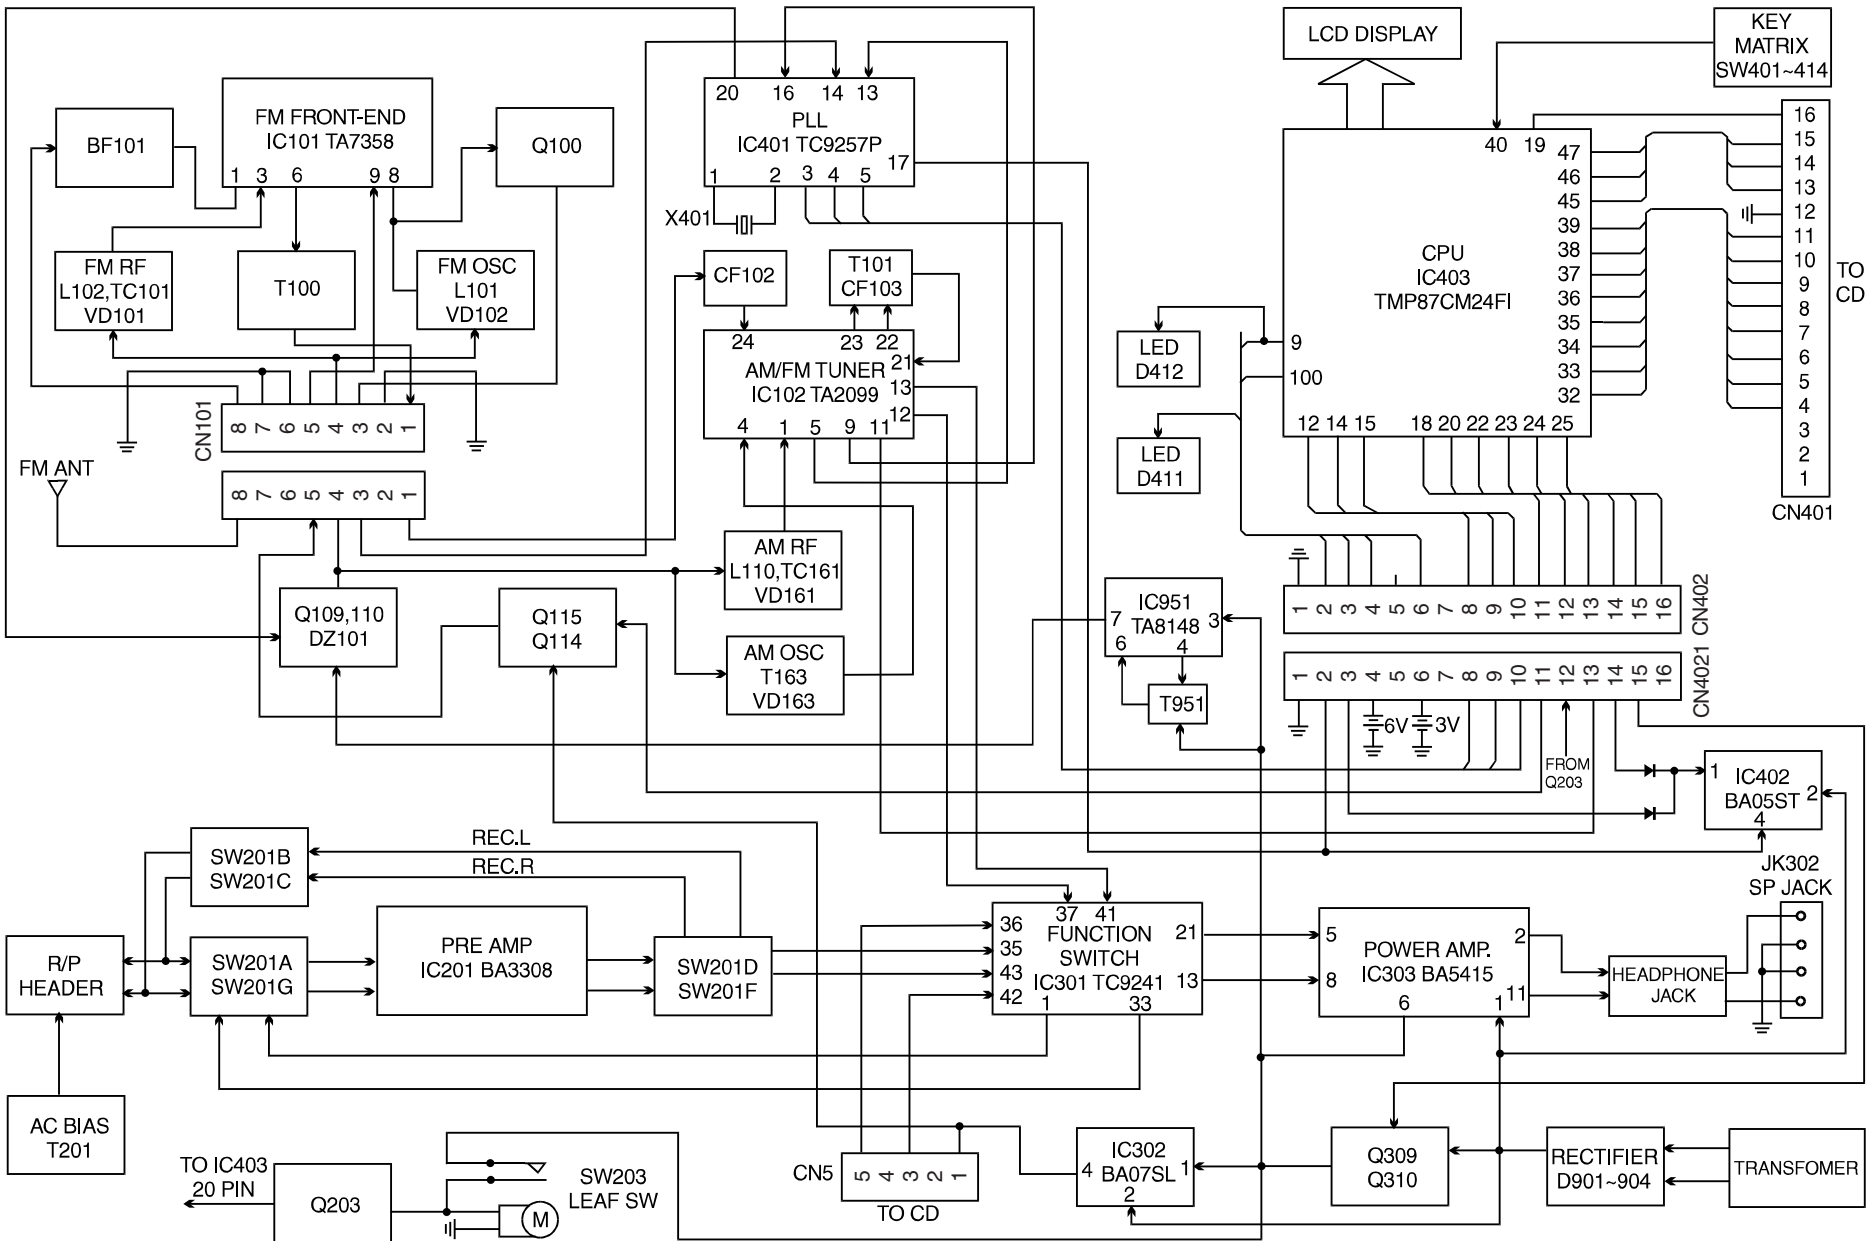 LCD DISPLAY
KEY
MATRIX
SW401~414
BF101
FM FRONT-END
IC101 TA7358
1 3 6 9 8
Q100
20 16 14 13
PLL
IC401 TC9257P
17
1 2 3 4 5
X401
FM RF
L102,TC101
VD101
T100
FM OSC
L101
VD102
CF102
T101
CF103
24 23 22
21
AM/FM TUNER
IC102 TA2099
13
12
4 1 5 9 11
CN101
8 7 6 5 4 3 2 1
FM ANT
8 7 6 5 4 3 2 1
40 19
47
46
45
39
38
37
36
35
34
33
32
CPU
IC403
TMP87CM24FI
9
100
12 14 15 18 20 22 23 24 25
LED
D412
LED
D411
16
15
14
13
12
11
10
9
8
7
6
5
4
3
2
1
TO
CD
CN401
AM RF
L110,TC161
VD161
Q109,110
DZ101
Q115
Q114
AM OSC
T163
VD163
IC951
TA8148
7
3
6
4
T951
1 2 3 4 5 6 7 8 9 10 11 12 13 14 15 16
CN402
1 2 3 4 5 6 7 8 9 10 11 12 13 14 15 16
CN4021
6V
3V
FROM
Q203
1
IC402
BA05ST
2
4
SW201B
SW201C
REC.L
REC.R
JK302
SP JACK
R/P
HEADER
SW201A
SW201G
PRE AMP
IC201 BA3308
SW201D
SW201F
37 41
36
35
43
42
FUNCTION
SWITCH
IC301 TC9241
21
13
1 33
5
8
POWER AMP.
IC303 BA5415
2
11
6 1
HEADPHONE
JACK
AC BIAS
T201
TO IC403
20 PIN
Q203
SW203
LEAF SW
M
CN5
5 4 3 2 1
TO CD
IC302
BA07SL
4
1
2
Q309
Q310
RECTIFIER
D901~904
TRANSFOMER